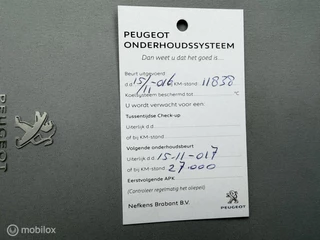 PEUGEOT
ONDERHOUDSSYSTEEM
Dan weet u dat het goed is...
Beurt uitgevoerd
d.d. 15/11-016 KM-stand: 11838
Koelsysteem beschermd tot
U wordt verwacht voor een
Tussentijdse Check-up
Uiterlijk d.d.
of bij KM-stand:
Volgende onderhoudsbeurt
Uiterlijk d.d. 15-11-017
of bij KM-stand: 27.000
Eerstvolgende APK
(Controleer regelmatig het oliepeil)
Nefkens Brabant B.V.
PEUGEOT
PEUGEOT
© mobilox